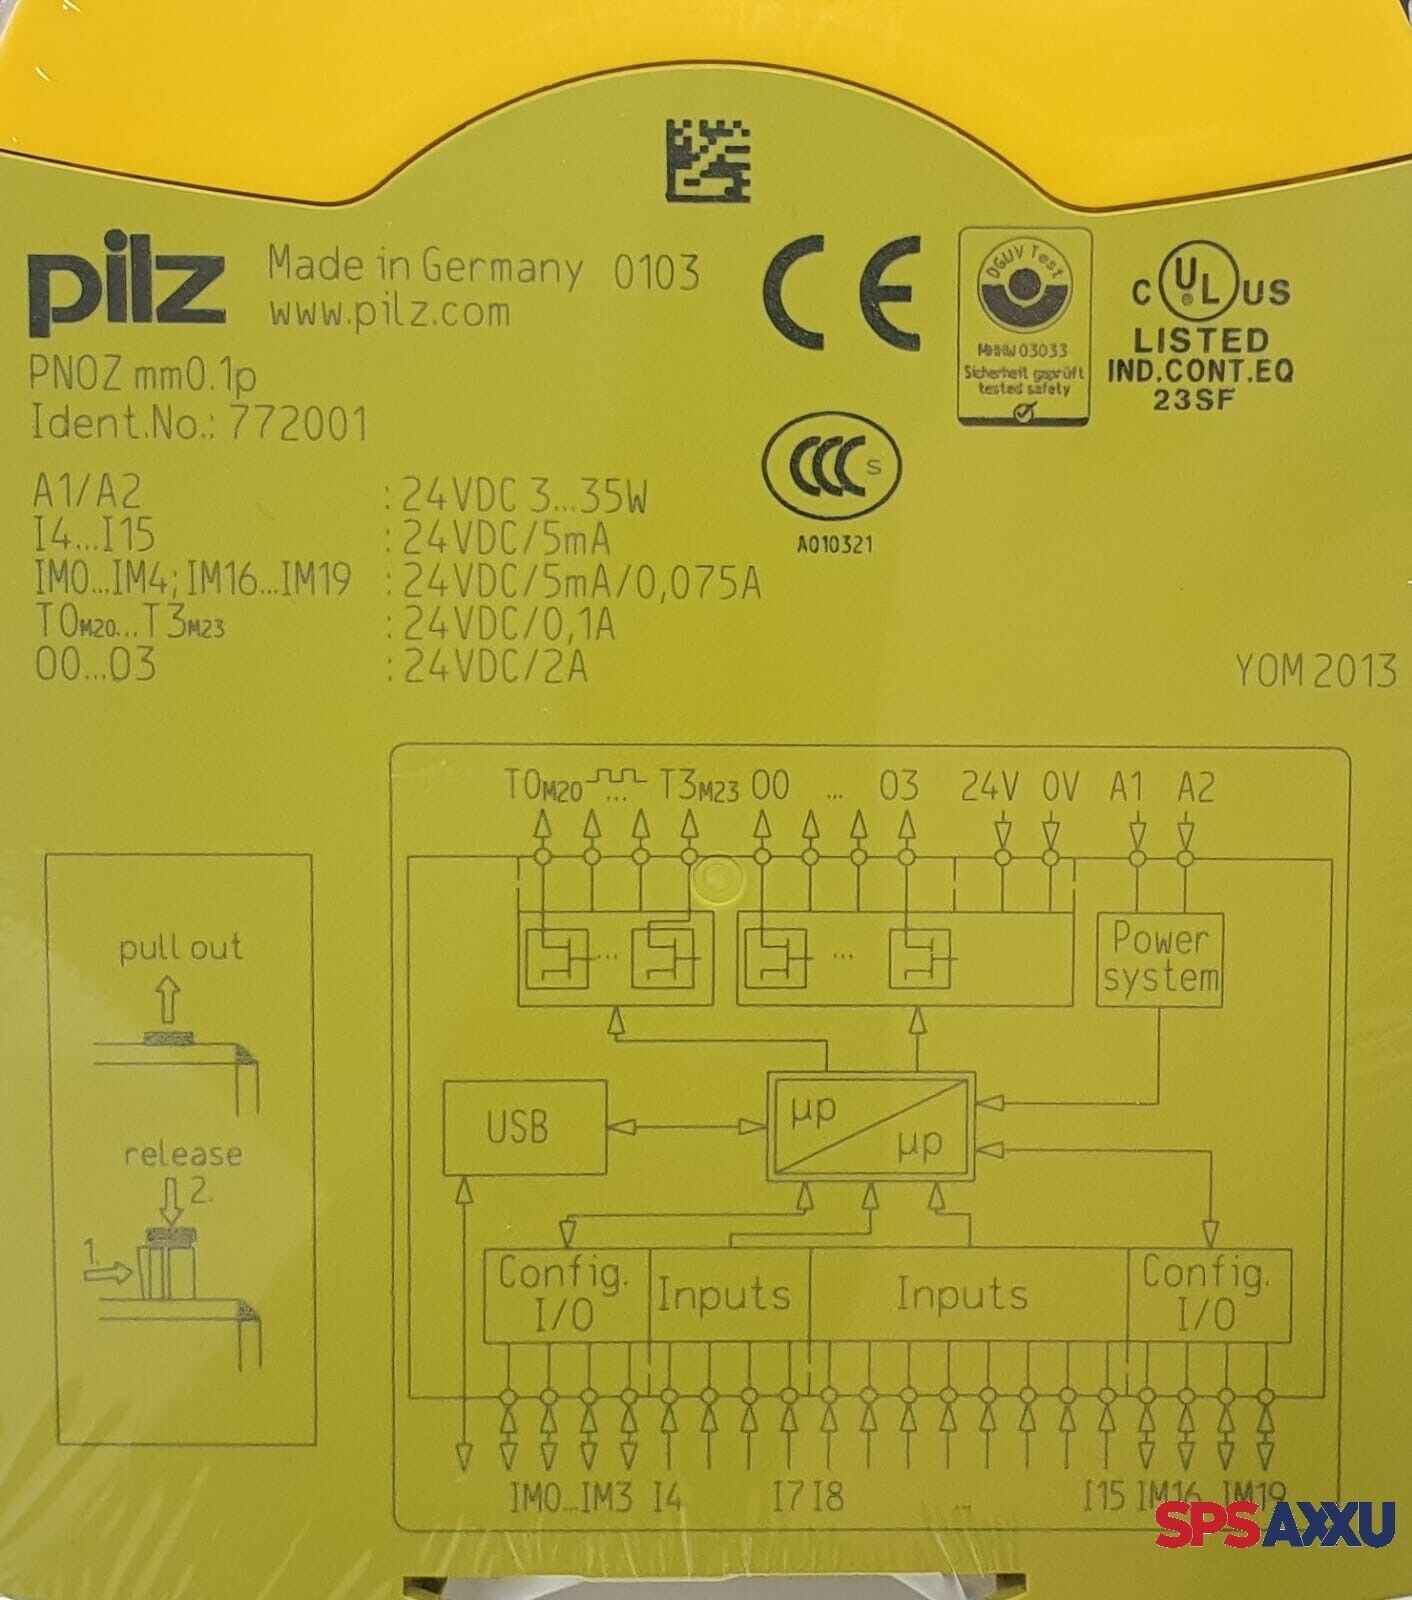 pilz
Made in Germany 0103
www.pilz.com
PNOZ mm0.1p
Ident.No.: 772001
CE
DGUV Test
MHHW 03033
Sicherheit geprüft
tested safety
C UL® US
LISTED
IND.CONT.EQ
23SF
CCC S
A010321
A1/A2 : 24VDC 3...35W
I4...I15 : 24VDC/5mA
IM0...IM4; IM16...IM19 : 24VDC/5mA/0,075A
T0M20...T3M23 : 24VDC/0,1A
O0...O3 : 24VDC/2A
YOM 2013
T0M20 ... T3M23 O0 ... O3 24V 0V A1 A2
... ...
Power
system
pull out
USB
µp
µp
release
2.
1.
Config.
I/O
Inputs
Inputs
Config.
I/O
IM0...IM3 I4 I7 I8 ... I15 IM16 IM19
SPSAXXU